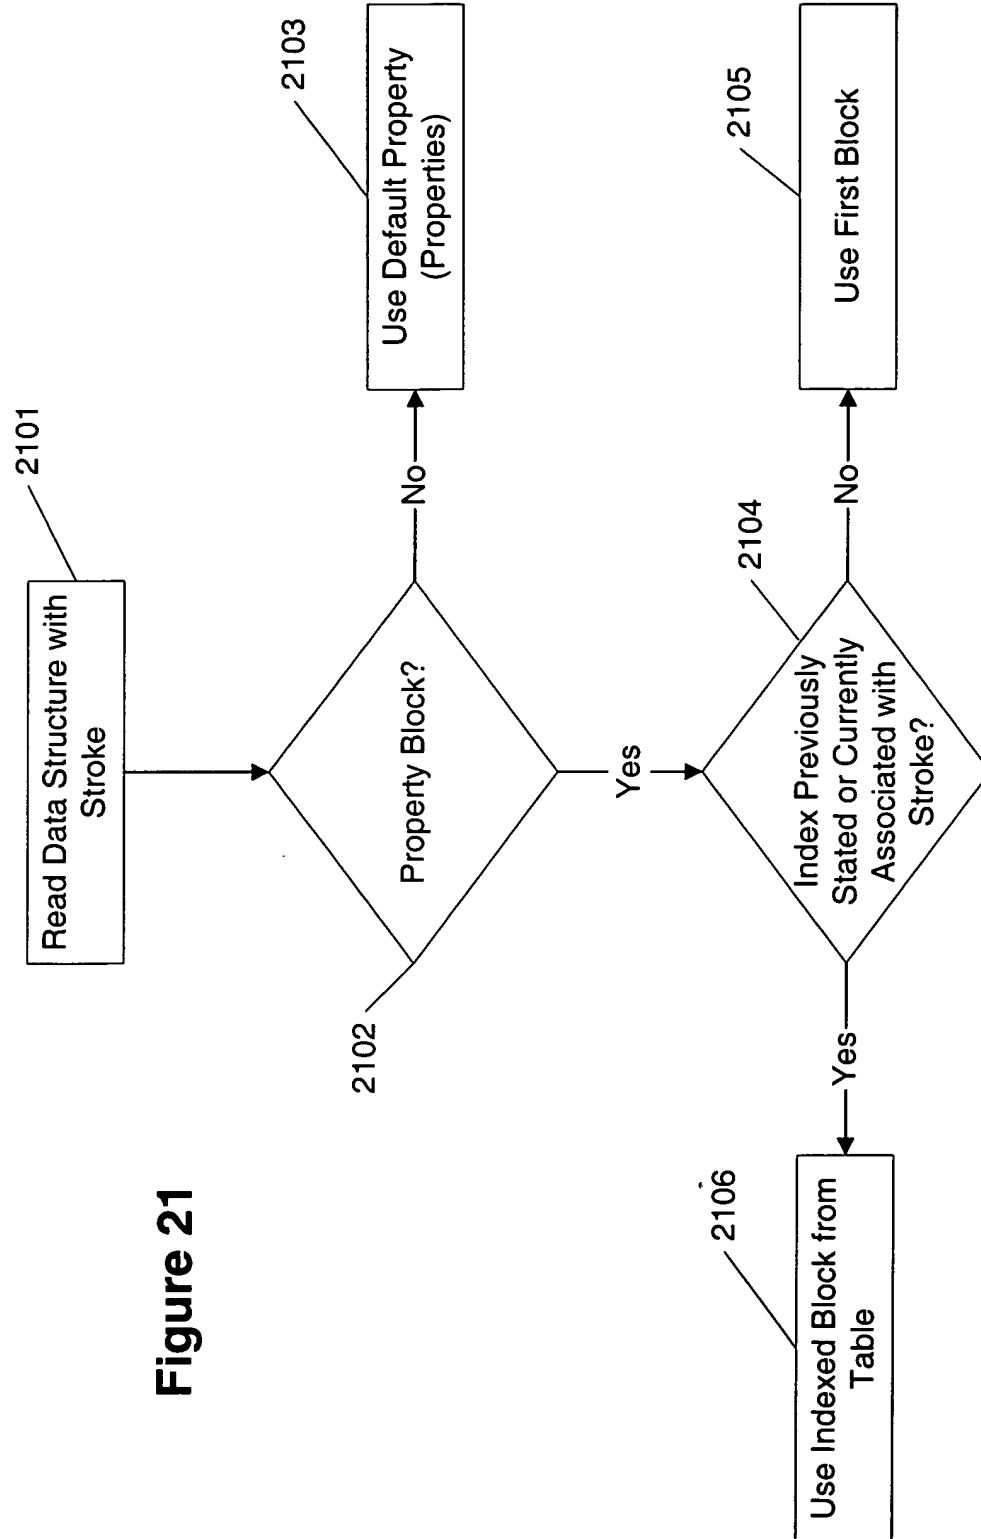 Figure 21
2101
Read Data Structure with
Stroke
2102
Property Block?
No
2103
Use Default Property
(Properties)
Yes
2104
Index Previously
Stated or Currently
Associated with
Stroke?
No
2105
Use First Block
Yes
2106
Use Indexed Block from
Table